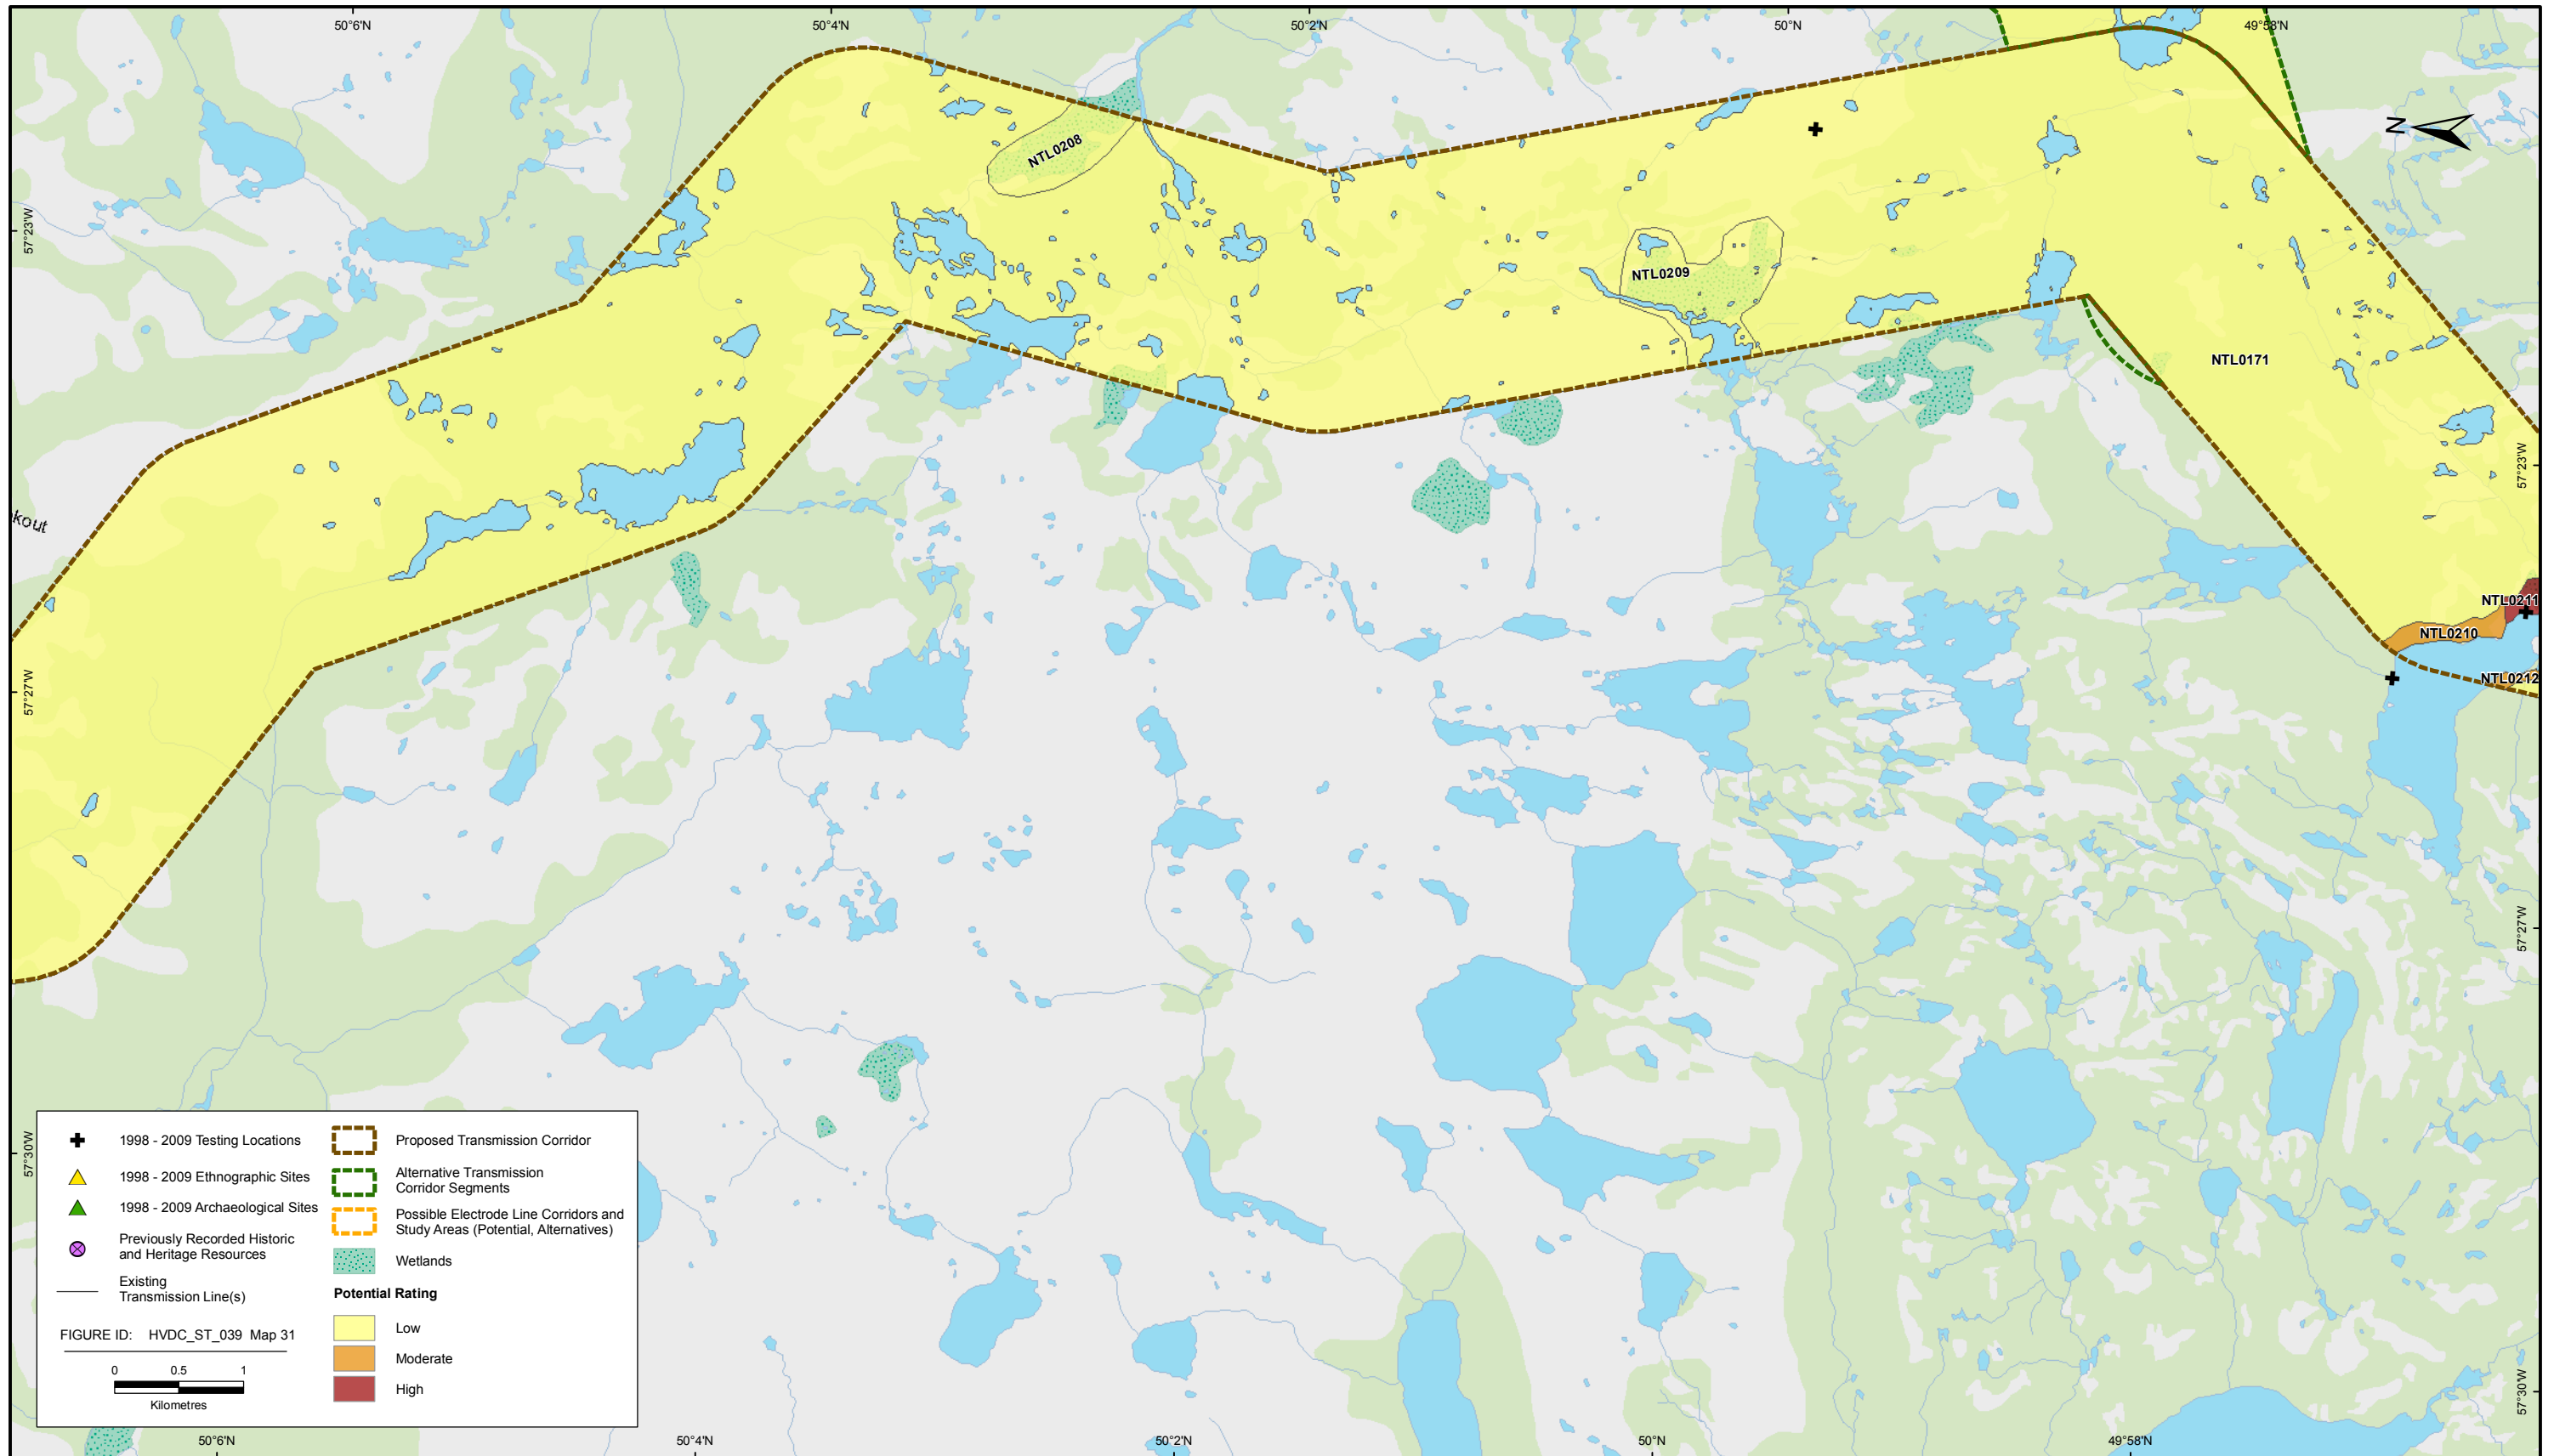 50°6'N
50°4'N
50°2'N
50°N
49°58'N
N
NTL0208
57°23'W
NTL0209
NTL0171
57°23'W
kout
NTL0211
NTL0210
NTL0212
57°27'W
57°27'W
57°30'W
1998 - 2009 Testing Locations
1998 - 2009 Ethnographic Sites
1998 - 2009 Archaeological Sites
Previously Recorded Historic
and Heritage Resources
Existing
Transmission Line(s)
FIGURE ID: HVDC_ST_039 Map 31
0 0.5 1
Kilometres
Proposed Transmission Corridor
Alternative Transmission
Corridor Segments
Possible Electrode Line Corridors and
Study Areas (Potential, Alternatives)
Wetlands
Potential Rating
Low
Moderate
High
57°30'W
50°6'N
50°4'N
50°2'N
50°N
49°58'N